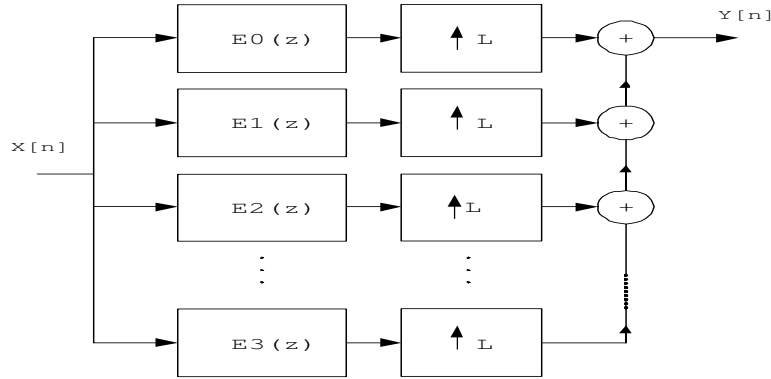 E0(z)
↑ L
+
Y[n]
E1(z)
↑ L
+
X[n]
E2(z)
↑ L
+
E3(z)
↑ L